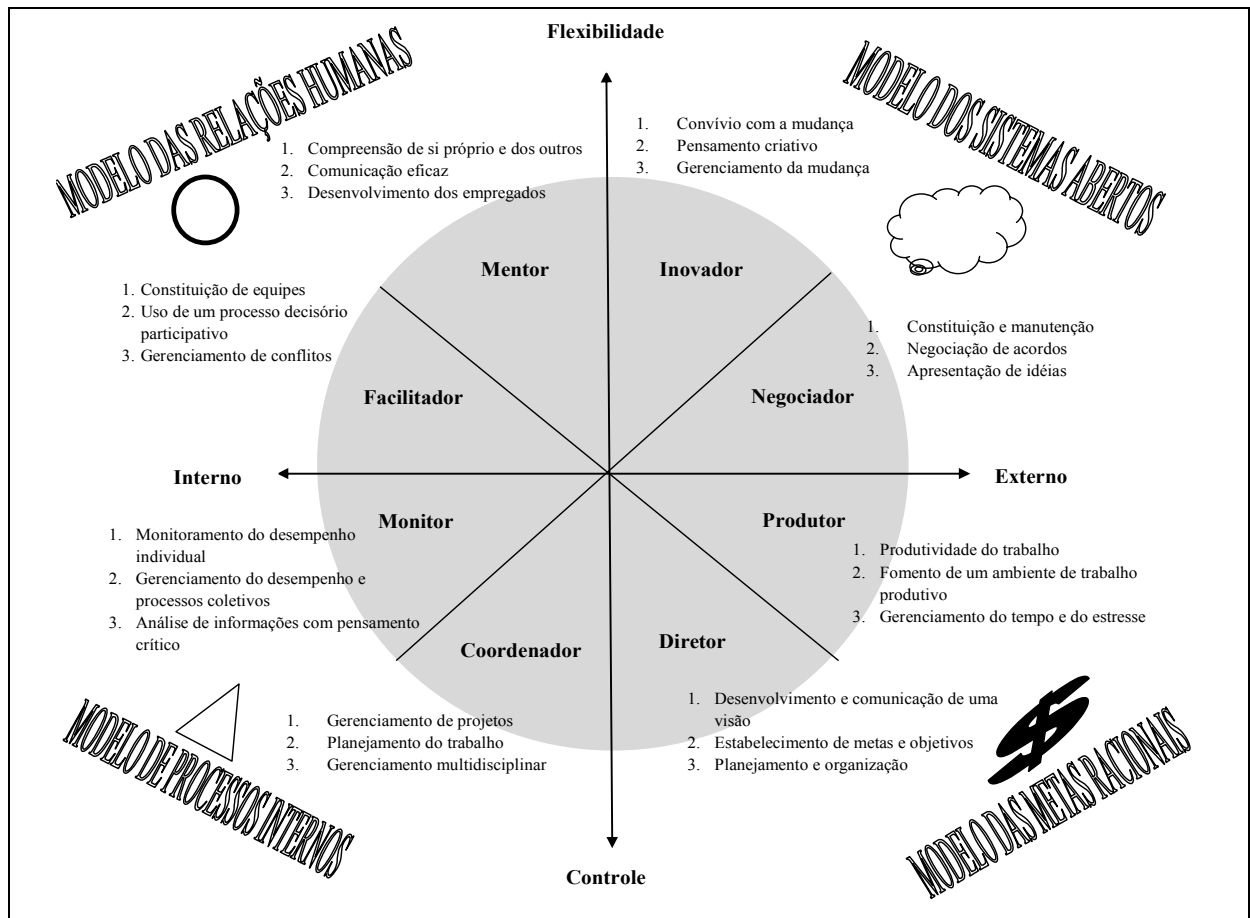 Flexibilidade
MODELO DAS RELAÇÕES HUMANAS
1. Compreensão de si próprio e dos outros
2. Comunicação eficaz
3. Desenvolvimento dos empregados
1. Convívio com a mudança
2. Pensamento criativo
3. Gerenciamento da mudança
MODELO DOS SISTEMAS ABERTOS
Mentor
Inovador
1. Constituição de equipes
2. Uso de um processo decisório
participativo
3. Gerenciamento de conflitos
1. Constituição e manutenção
2. Negociação de acordos
3. Apresentação de idéias
Facilitador
Negociador
Interno
Externo
Monitor
Produtor
1. Monitoramento do desempenho
individual
2. Gerenciamento do desempenho e
processos coletivos
3. Análise de informações com pensamento
crítico
1. Produtividade do trabalho
2. Fomento de um ambiente de trabalho
produtivo
3. Gerenciamento do tempo e do estresse
Coordenador
Diretor
MODELO DE PROCESSOS INTERNOS
1. Gerenciamento de projetos
2. Planejamento do trabalho
3. Gerenciamento multidisciplinar
1. Desenvolvimento e comunicação de uma
visão
2. Estabelecimento de metas e objetivos
3. Planejamento e organização
$
MODELO DAS METAS RACIONAIS
Controle